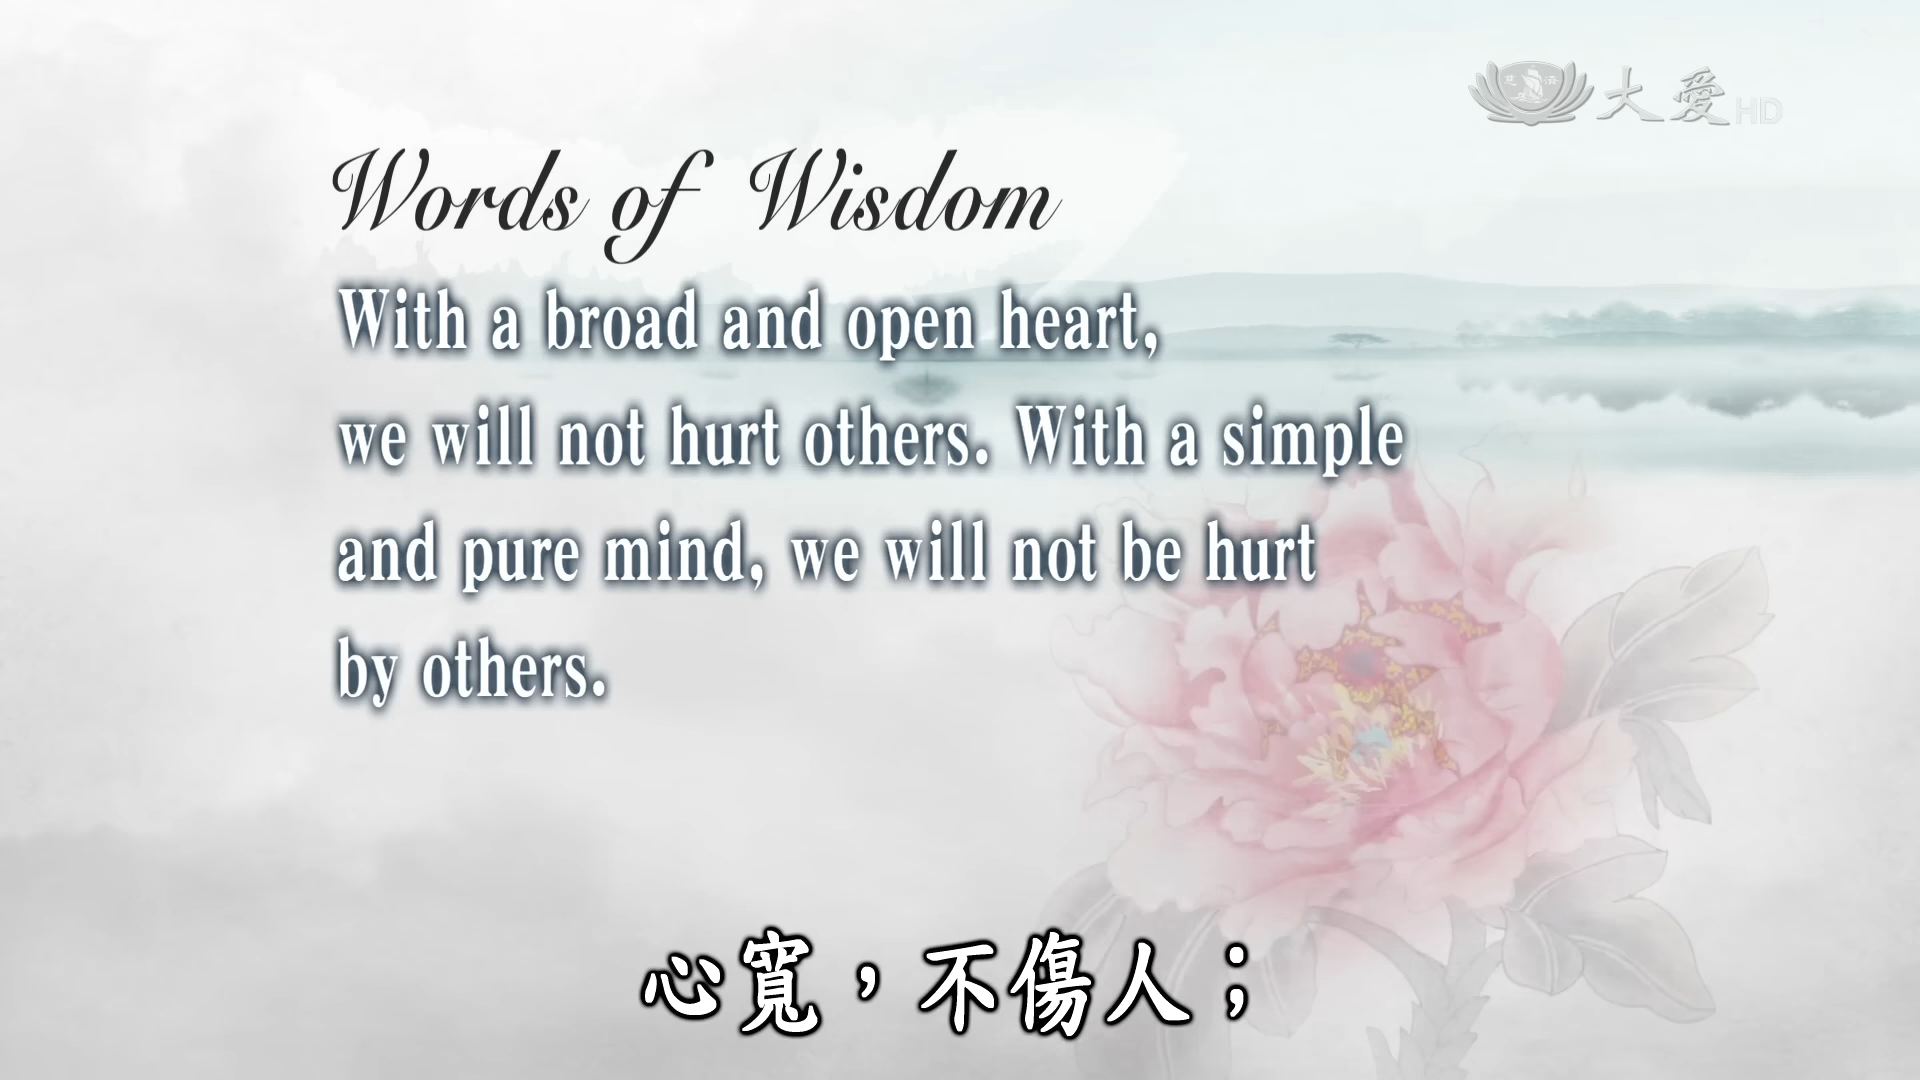 大愛HD
Words of Wisdom
With a broad and open heart,
we will not hurt others. With a simple
and pure mind, we will not be hurt
by others.
心寬，不傷人；